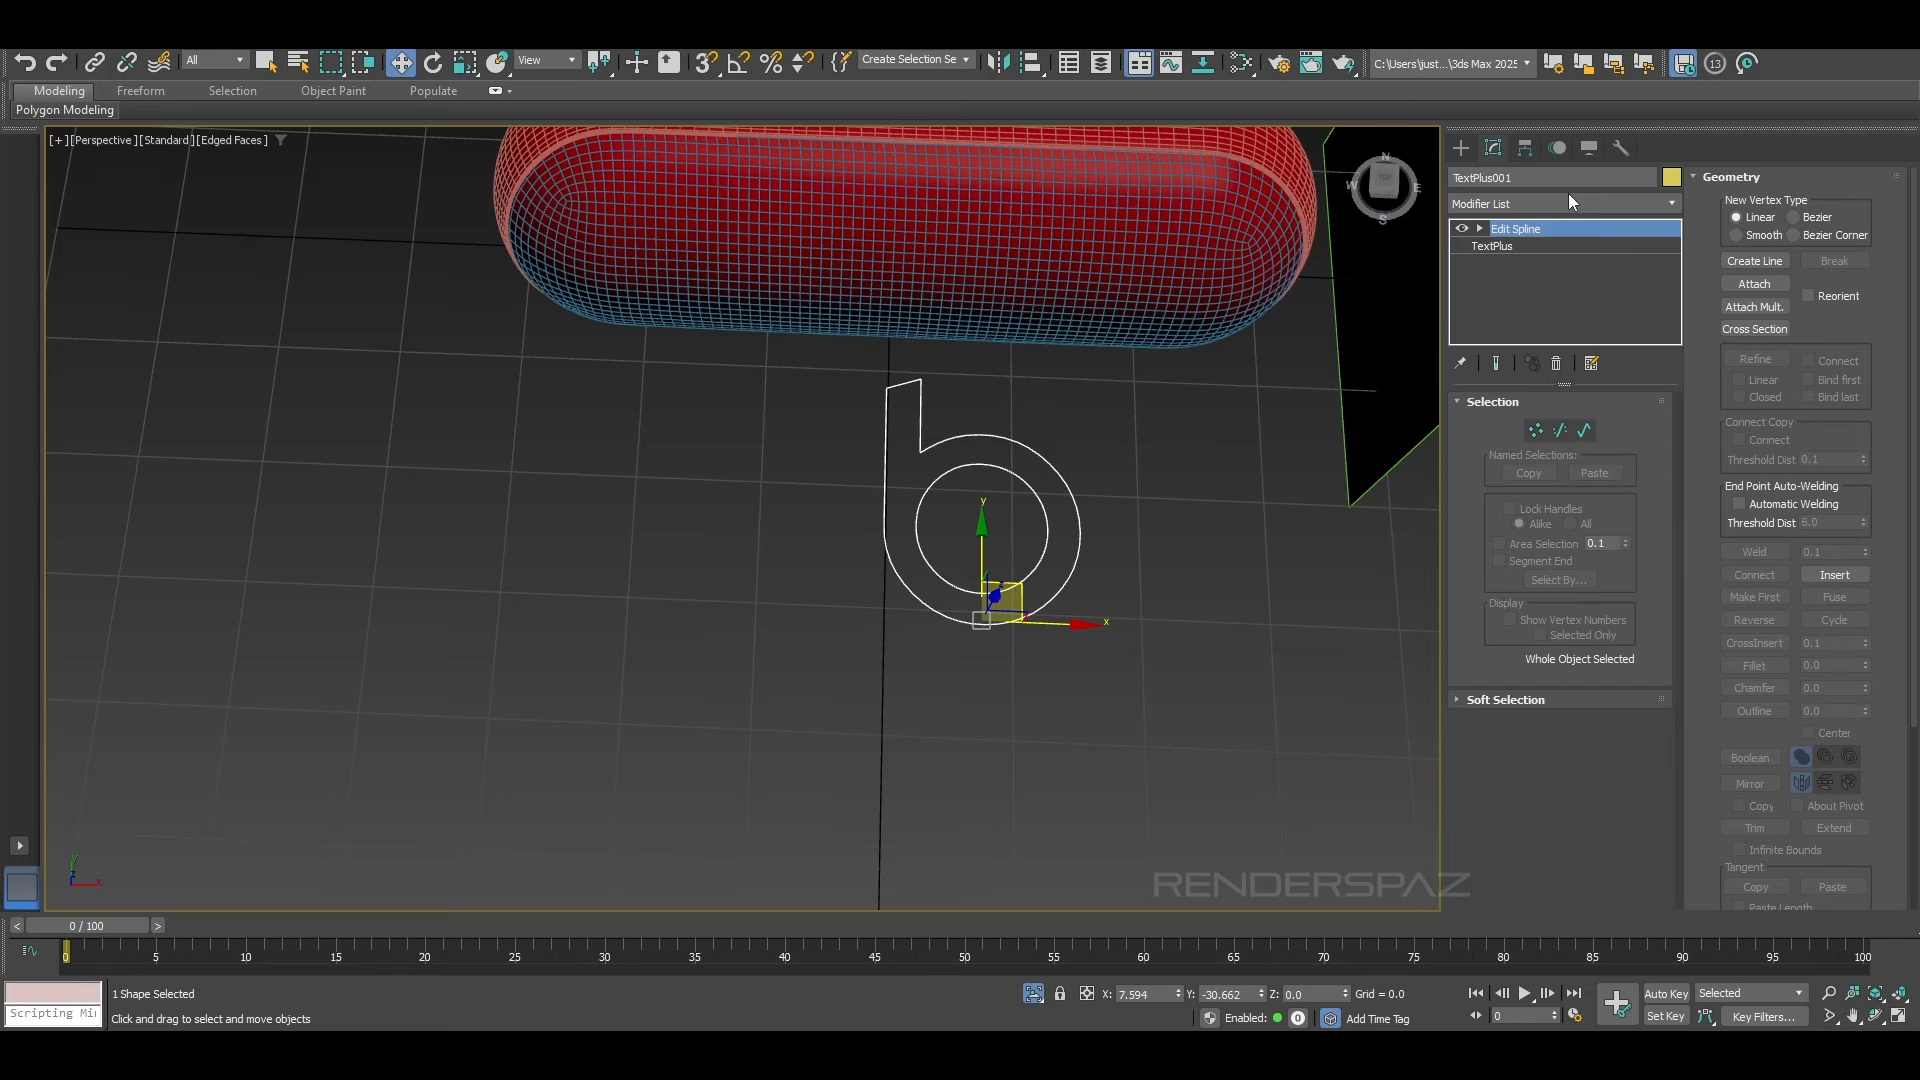 All
View
Create Selection Se
C:\Users\just...\3ds Max 2025
13
Modeling
Freeform
Selection
Object Paint
Populate
Polygon Modeling
[+][Perspective][Standard][Edged Faces]
N
W
TOP
E
S
TextPlus001
Modifier List
Edit Spline
TextPlus
Selection
Named Selections:
Copy
Paste
Lock Handles
Alike
All
Area Selection
0.1
Segment End
Select By...
Display
Show Vertex Numbers
Selected Only
Whole Object Selected
Soft Selection
Geometry
New Vertex Type
Linear
Bezier
Smooth
Bezier Corner
Create Line
Break
Attach
Reorient
Attach Mult.
Cross Section
Refine
Connect
Linear
Bind first
Closed
Bind last
Connect Copy
Connect
Threshold Dist
0.1
End Point Auto-Welding
Automatic Welding
Threshold Dist
6.0
Weld
0.1
Connect
Insert
Make First
Fuse
Reverse
Cycle
CrossInsert
0.1
Fillet
0.0
Chamfer
0.0
Outline
0.0
Center
Boolean
Mirror
Copy
About Pivot
Trim
Extend
Infinite Bounds
Tangent
Copy
Paste
Paste Length
y
x
y
z
x
RENDERSPAZ
<
0 / 100
>
0
5
10
15
20
25
30
35
40
45
50
55
60
65
70
75
80
85
90
95
100
1 Shape Selected
X:
7.594
Y:
-30.662
Z:
0.0
Grid = 0.0
Auto Key
Selected
Scripting Mi
Click and drag to select and move objects
Enabled:
0
Add Time Tag
0
Set Key
Key Filters...